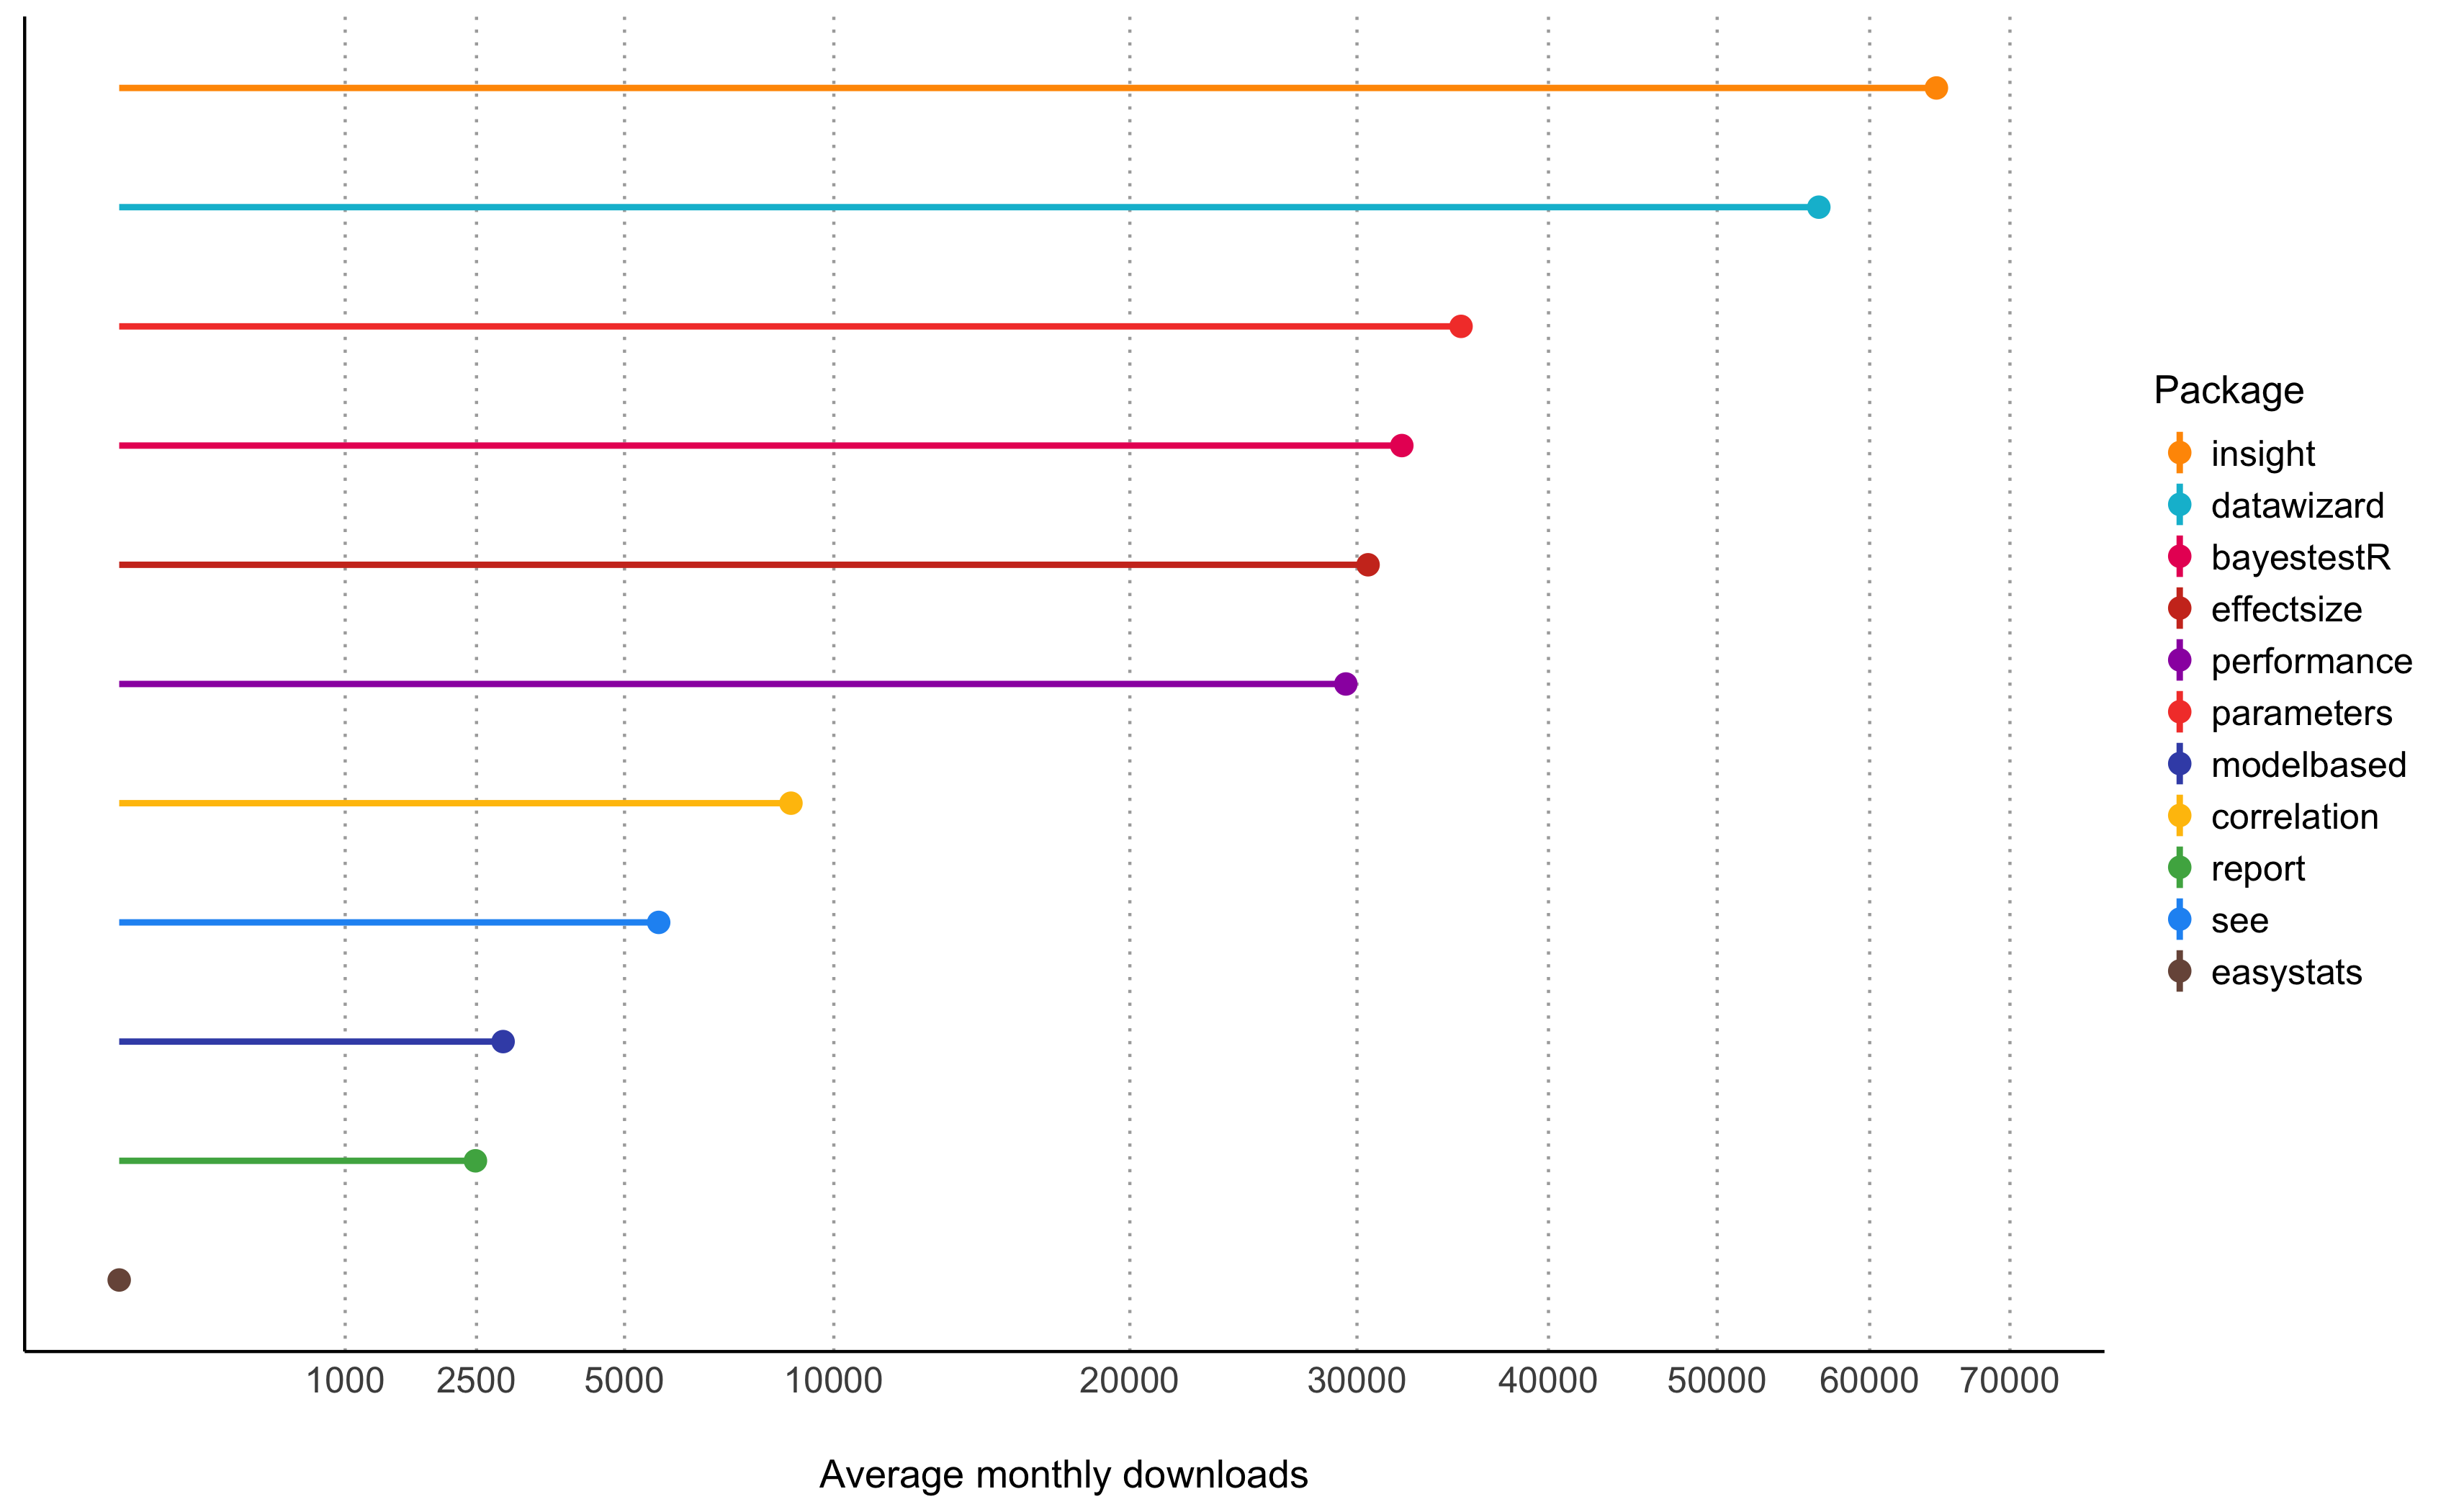 Package
insight
datawizard
bayestestR
effectsize
performance
parameters
modelbased
correlation
report
see
easystats
1000 2500 5000 10000 20000 30000 40000 50000 60000 70000
Average monthly downloads